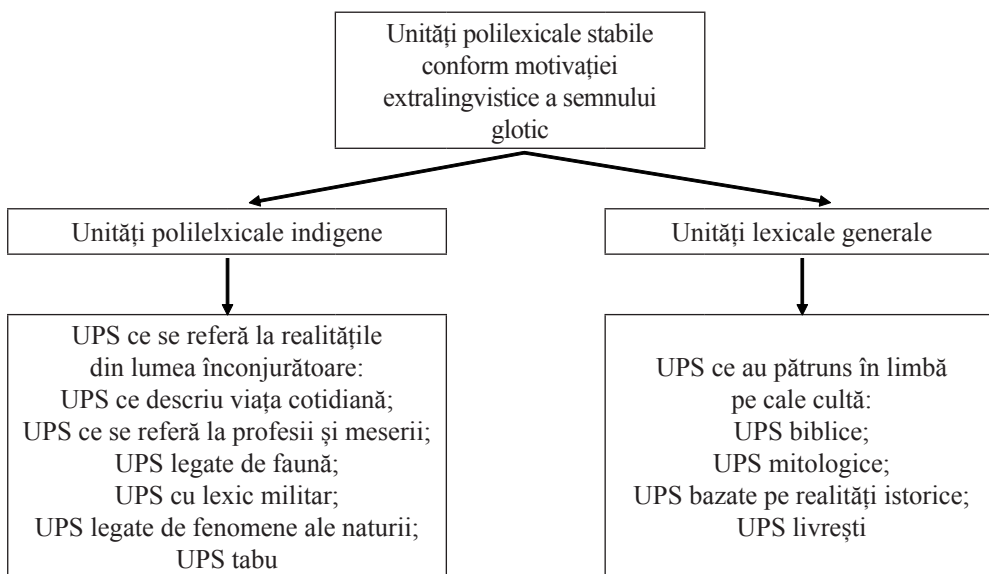 Unități polilexicale stabile
conform motivației
extralingvistice a semnului
glotic
Unități polilelxicale indigene
Unități lexicale generale
UPS ce se referă la realitățile
din lumea înconjurătoare:
UPS ce descriu viața cotidiană;
UPS ce se referă la profesii și meserii;
UPS legate de faună;
UPS cu lexic militar;
UPS legate de fenomene ale naturii;
UPS tabu
UPS ce au pătruns în limbă
pe cale cultă:
UPS biblice;
UPS mitologice;
UPS bazate pe realități istorice;
UPS livrești